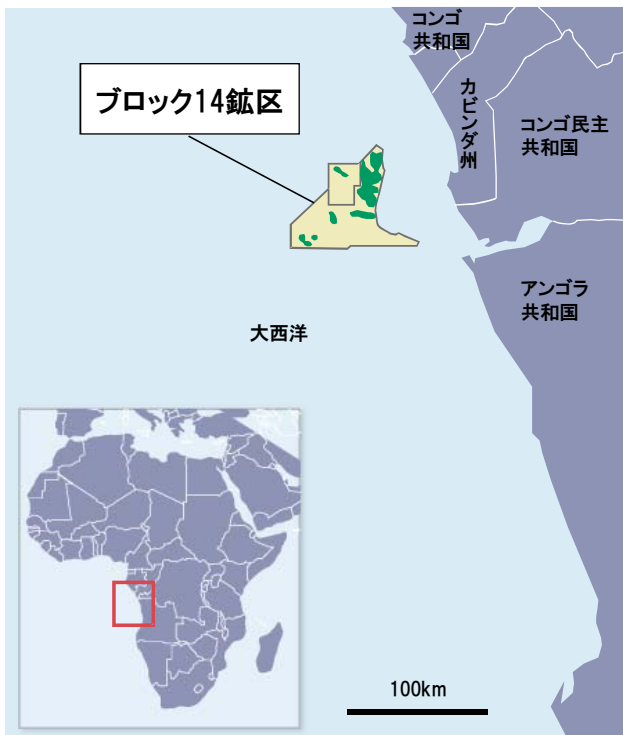 コンゴ
共和国
ブロック14鉱区
カビンダ州
コンゴ民主
共和国
アンゴラ
共和国
大西洋
100km